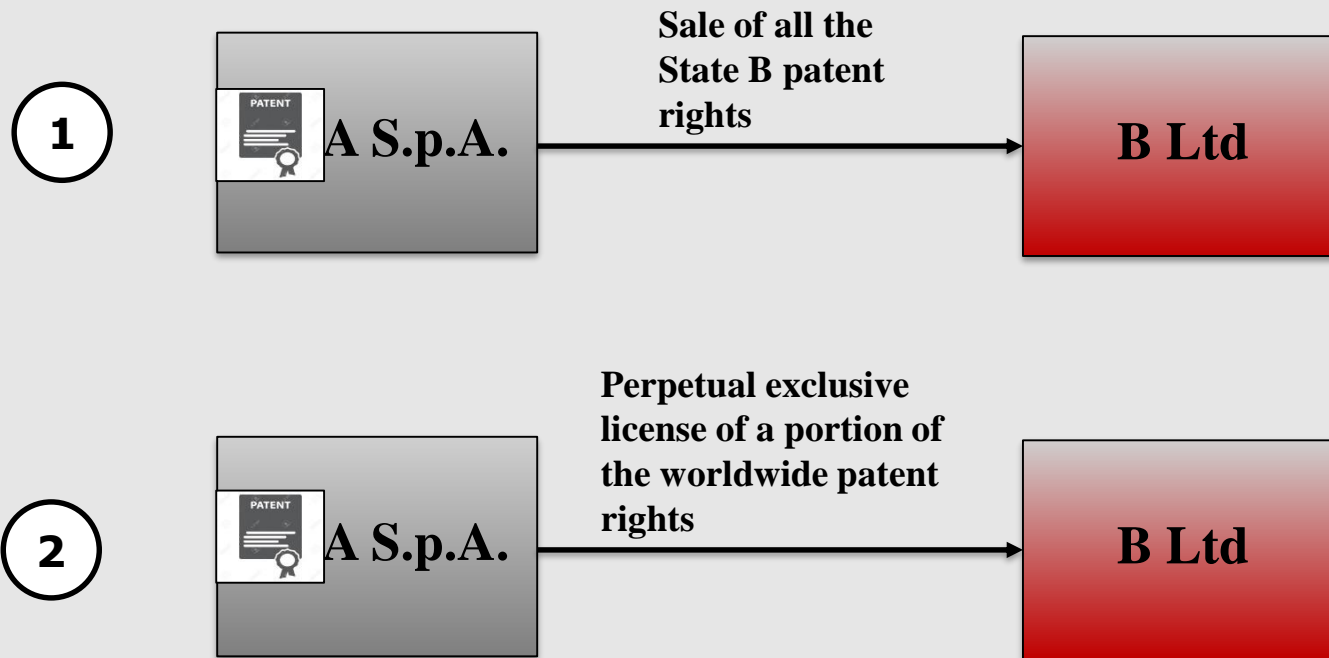 Sale of all the
State B patent
rights
1
PATENT
A S.p.A.
B Ltd
Perpetual exclusive
license of a portion of
the worldwide patent
rights
2
PATENT
A S.p.A.
B Ltd